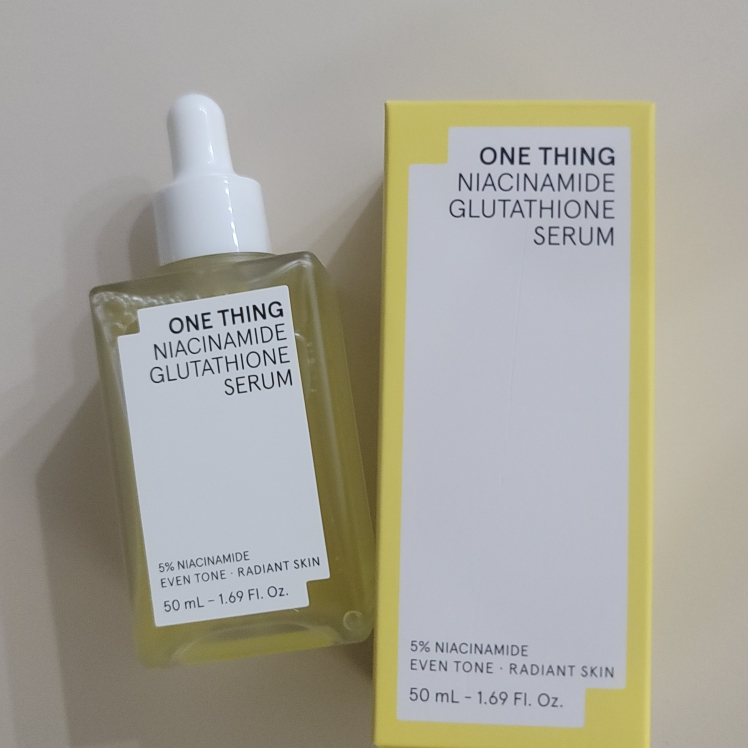 ONE THING
NIACINAMIDE
GLUTATHIONE
SERUM
5% NIACINAMIDE
EVEN TONE · RADIANT SKIN
50 mL – 1.69 Fl. Oz.
ONE THING
NIACINAMIDE
GLUTATHIONE
SERUM
5% NIACINAMIDE
EVEN TONE · RADIANT SKIN
50 mL – 1.69 Fl. Oz.